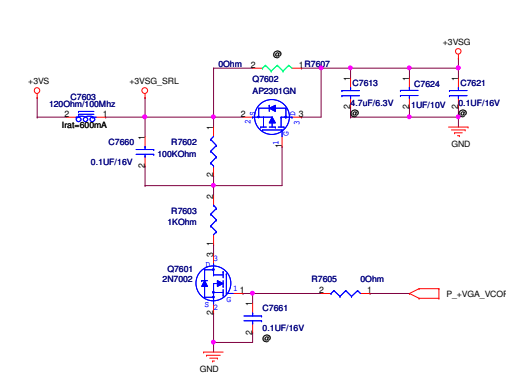 @
+3VSG
0Ohm 2 1 R7607
Q7602
AP2301GN
+3VS
+3VSG_SRL
C7603
120Ohm/100Mhz
2 1
Irat=600mA
C7613
4.7uF/6.3V
@
C7624
1UF/10V
C7621
0.1UF/16V
@
GND
2 S D 3
G
1
C7660
0.1UF/16V
R7602
100KOhm
R7603
1KOhm
Q7601
2N7002
D 3
G 1
S 2
R7605 0Ohm
2 1
P_+VGA_VCOR
C7661
0.1UF/16V
@
GND